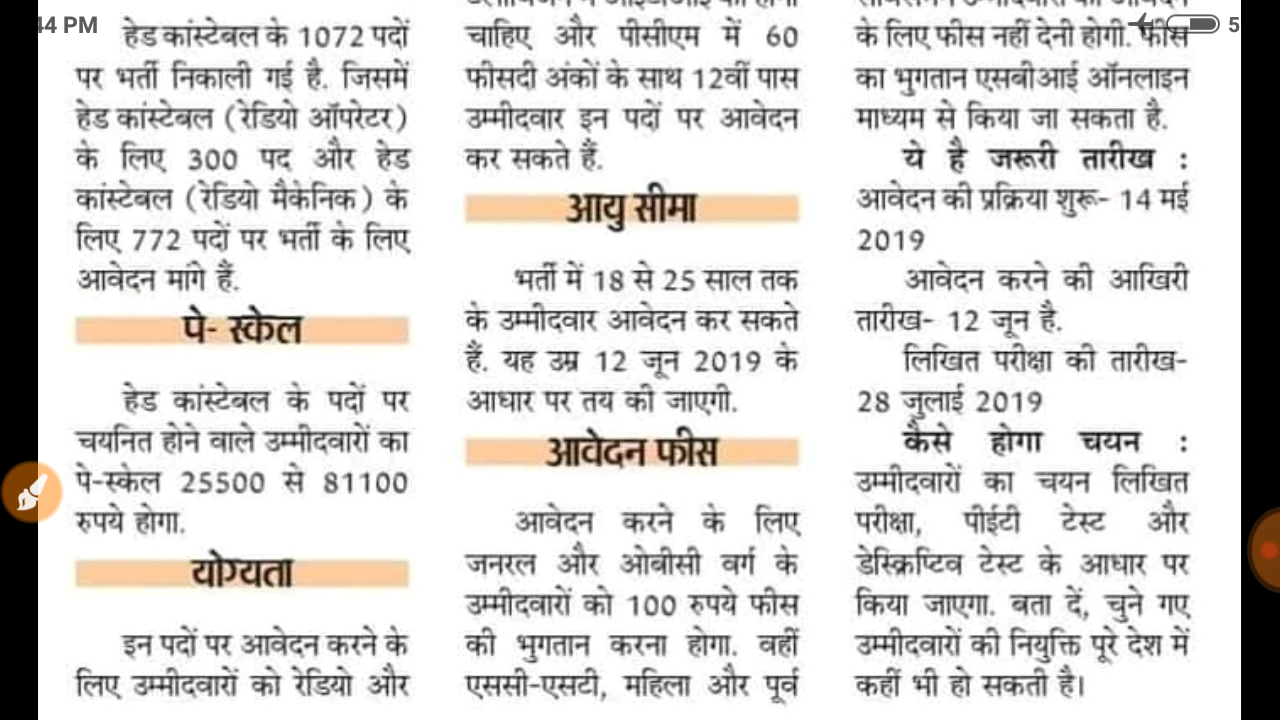 44 PM
5
हेड कांस्टेबल के 1072 पदों
पर भर्ती निकाली गई है. जिसमें
हेड कांस्टेबल (रेडियो ऑपरेटर)
के लिए 300 पद और हेड
कांस्टेबल (रेडियो मैकेनिक) के
लिए 772 पदों पर भर्ती के लिए
आवेदन मांगे हैं.
पे- स्केल
हेड कांस्टेबल के पदों पर
चयनित होने वाले उम्मीदवारों का
पे-स्केल 25500 से 81100
रुपये होगा.
योग्यता
इन पदों पर आवेदन करने के
लिए उम्मीदवारों को रेडियो और
चाहिए और पीसीएम में 60
फीसदी अंकों के साथ 12वीं पास
उम्मीदवार इन पदों पर आवेदन
कर सकते हैं.
आयु सीमा
भर्ती में 18 से 25 साल तक
के उम्मीदवार आवेदन कर सकते
हैं. यह उम्र 12 जून 2019 के
आधार पर तय की जाएगी.
आवेदन फीस
आवेदन करने के लिए
जनरल और ओबीसी वर्ग के
उम्मीदवारों को 100 रुपये फीस
की भुगतान करना होगा. वहीं
एससी-एसटी, महिला और पूर्व
के लिए फीस नहीं देनी होगी. फीस
का भुगतान एसबीआई ऑनलाइन
माध्यम से किया जा सकता है.
ये है जरूरी तारीख :
आवेदन की प्रक्रिया शुरू- 14 मई
2019
आवेदन करने की आखिरी
तारीख- 12 जून है.
लिखित परीक्षा की तारीख-
28 जुलाई 2019
कैसे होगा चयन :
उम्मीदवारों का चयन लिखित
परीक्षा, पीईटी टेस्ट और
डेस्क्रिप्टिव टेस्ट के आधार पर
किया जाएगा. बता दें, चुने गए
उम्मीदवारों की नियुक्ति पूरे देश में
कहीं भी हो सकती है।